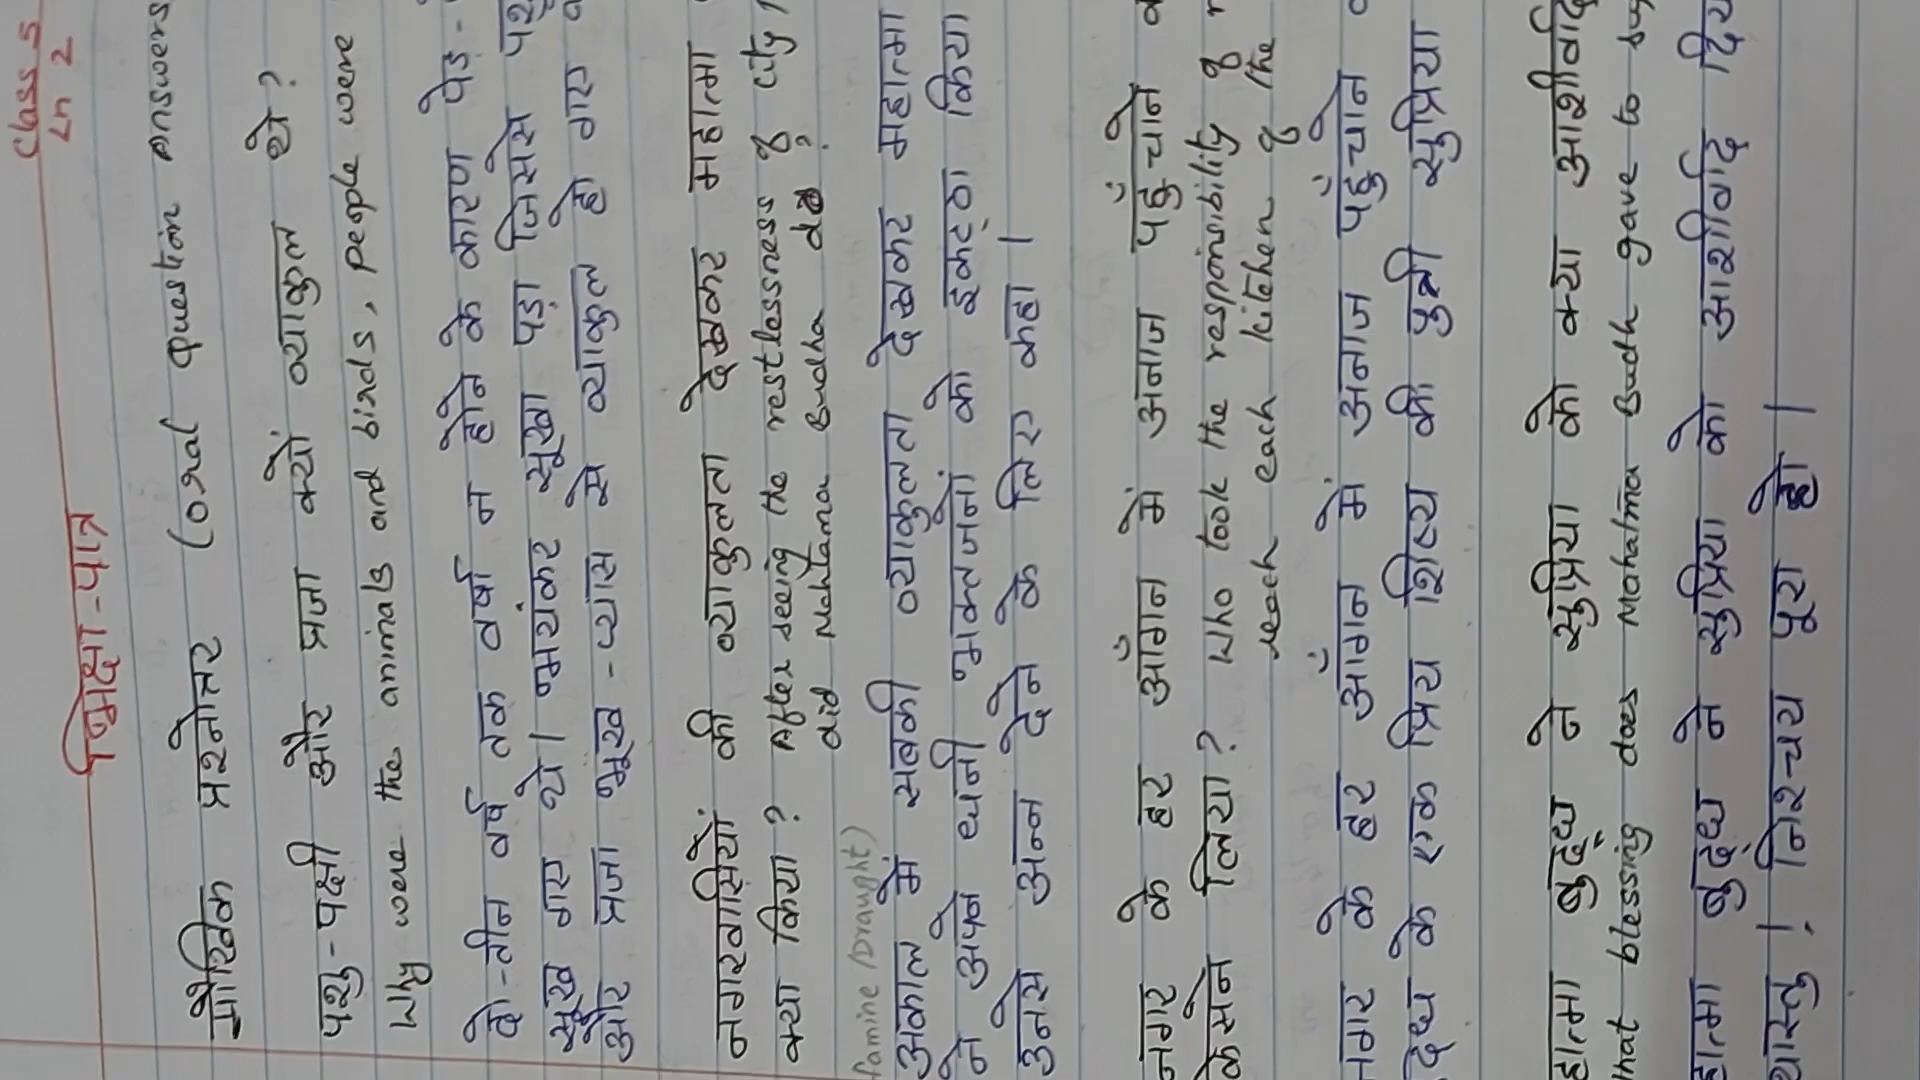 Class 5
Ln 2
भिक्षा-पात्र
मौखिक प्रश्नोत्तर (oral question answers
पशु-पक्षी और प्रजा क्यों व्याकुल थे?
Why were the animals and birds, people were
दो-तीन वर्ष तक वर्षा न होने के कारण पेड़-
सूख गए थे। भयंकर सूखा पड़ा जिससे पशु
और प्रजा भूख-प्यास से व्याकुल हो गए
नगरवासियों की व्याकुलता देखकर महात्मा
क्या किया? After seeing the restlessness of city
did Mahtama Budha do?
(famine/Draught)
अकाल में सबकी व्याकुलता देखकर महात्मा
ने अपने धनी भक्तजनों को इकट्ठा किया
उनसे अन्न देने के लिए कहा।
नगर के हर आँगन में अनाज पहुँचाने
किसने लिया? Who took the responsibility of
reach each kitchen of the
नगर के हर आँगन में अनाज पहुँचाने
बुद्ध के एक प्रिय शिष्य की पुत्री सुप्रिया
महात्मा बुद्ध ने सुप्रिया को क्या आशीर्वाद
What blessing does Mahatma Budh gave to
महात्मा बुद्ध ने सुप्रिया को आशीर्वाद
! निश्चय पूरा हो।